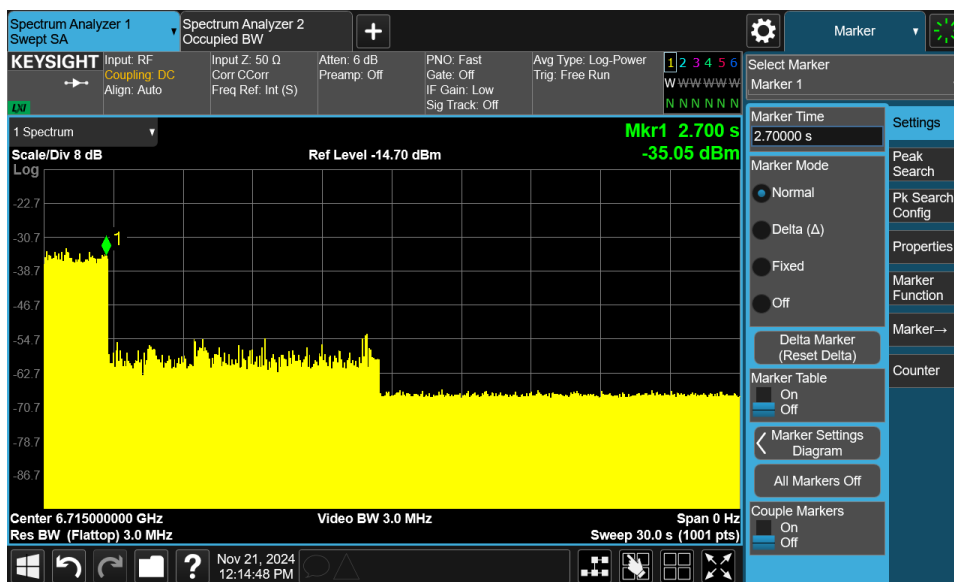 Spectrum Analyzer 1
Swept SA
Spectrum Analyzer 2
Occupied BW
Marker
KEYSIGHT
LXI
Input: RF
Coupling: DC
Align: Auto
Input Z: 50 Ω
Corr CCorr
Freq Ref: Int (S)
Atten: 6 dB
Preamp: Off
PNO: Fast
Gate: Off
IF Gain: Low
Sig Track: Off
Avg Type: Log-Power
Trig: Free Run
1 2 3 4 5 6
W W W W W W
N N N N N N
Select Marker
Marker 1
1 Spectrum
Scale/Div 8 dB
Ref Level -14.70 dBm
Mkr1 2.700 s
-35.05 dBm
Log
-22.7
-30.7
-38.7
-46.7
-54.7
-62.7
-70.7
-78.7
-86.7
1
Center 6.715000000 GHz
Res BW (Flattop) 3.0 MHz
Video BW 3.0 MHz
Span 0 Hz
Sweep 30.0 s (1001 pts)
Marker Time
2.70000 s
Marker Mode
Normal
Delta (Δ)
Fixed
Off
Delta Marker
(Reset Delta)
Marker Table
On
Off
Marker Settings
Diagram
All Markers Off
Couple Markers
On
Off
Settings
Peak
Search
Pk Search
Config
Properties
Marker
Function
Marker→
Counter
?
Nov 21, 2024
12:14:48 PM